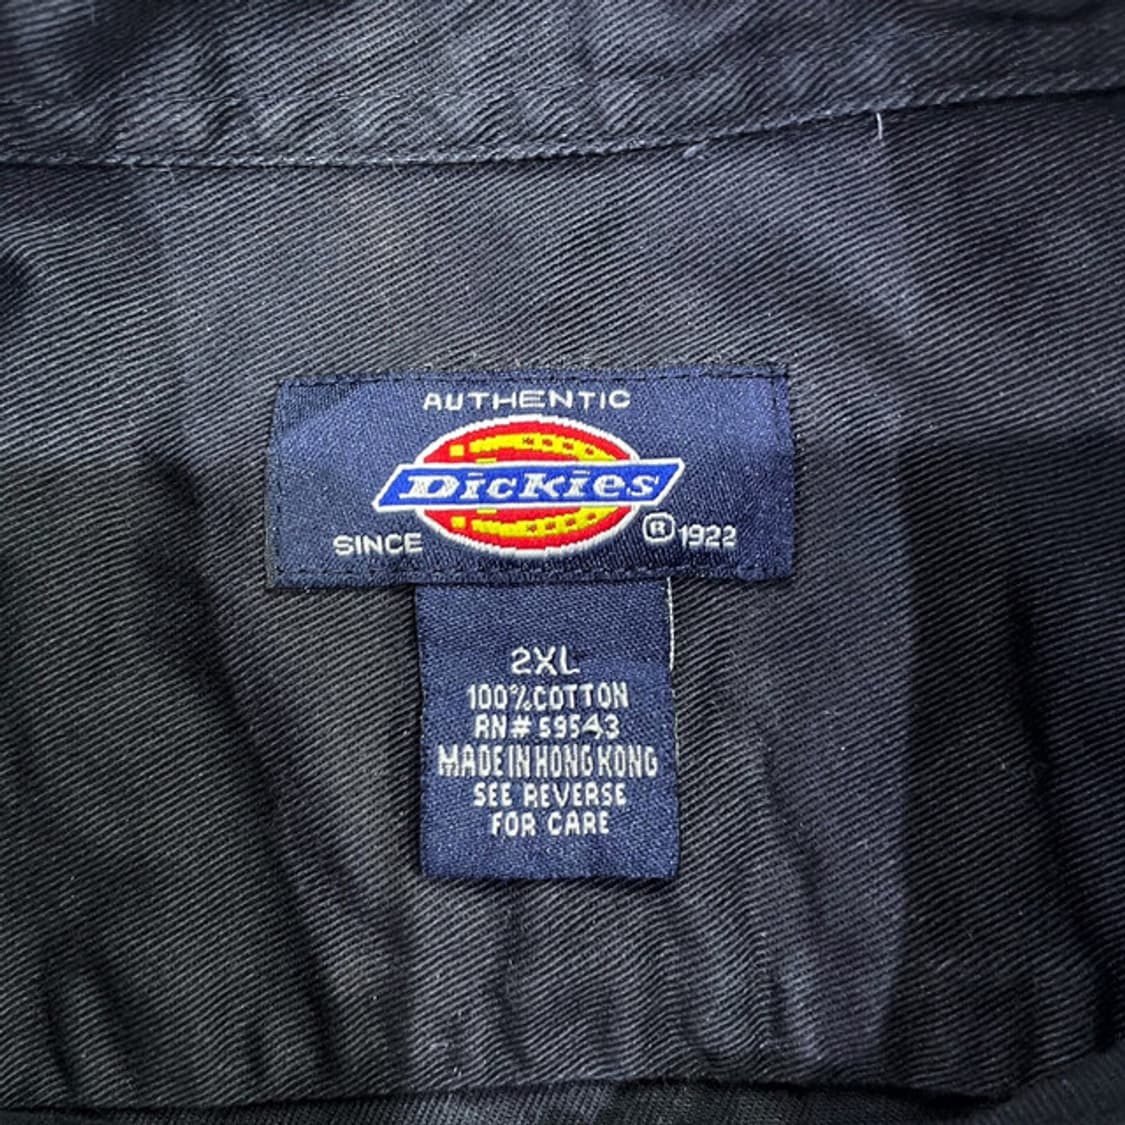 AUTHENTIC
Dickies
SINCE ® 1922
2XL
100%COTTON
RN# 59543
MADE IN HONG KONG
SEE REVERSE
FOR CARE